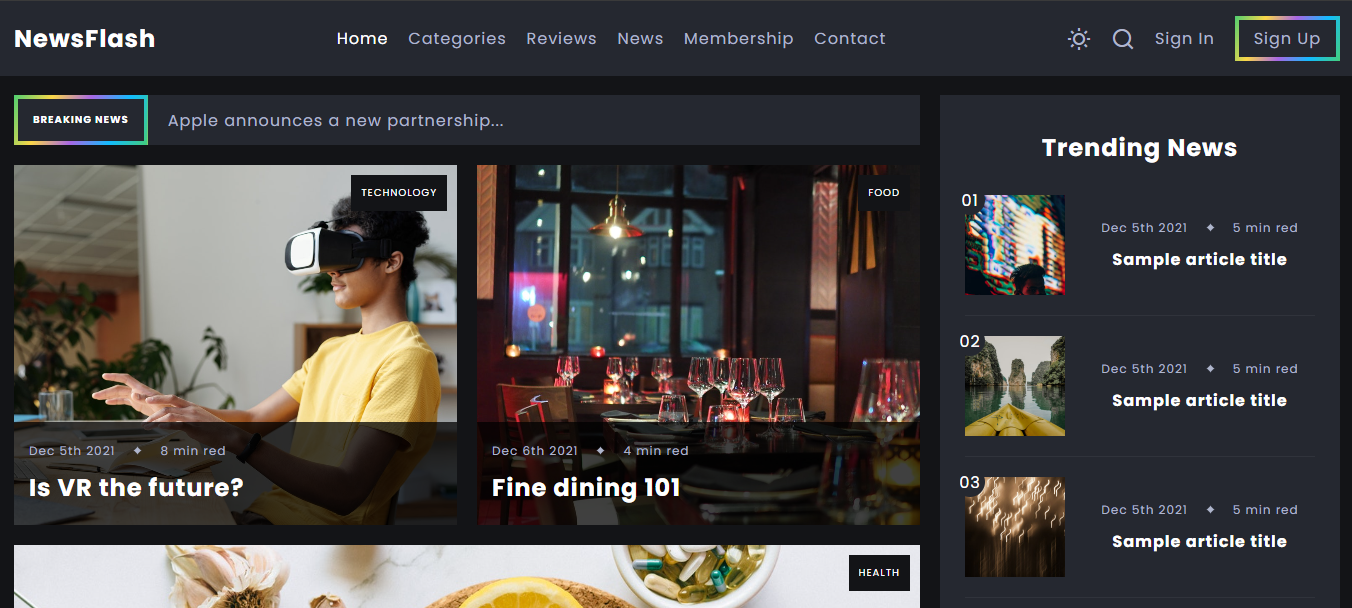 NewsFlash
Home Categories Reviews News Membership Contact
Sign In Sign Up
BREAKING NEWS Apple announces a new partnership...
TECHNOLOGY
Dec 5th 2021 ◆ 8 min red
Is VR the future?
FOOD
Dec 6th 2021 ◆ 4 min red
Fine dining 101
HEALTH
Trending News
01
Dec 5th 2021 ◆ 5 min red
Sample article title
02
Dec 5th 2021 ◆ 5 min red
Sample article title
03
Dec 5th 2021 ◆ 5 min red
Sample article title